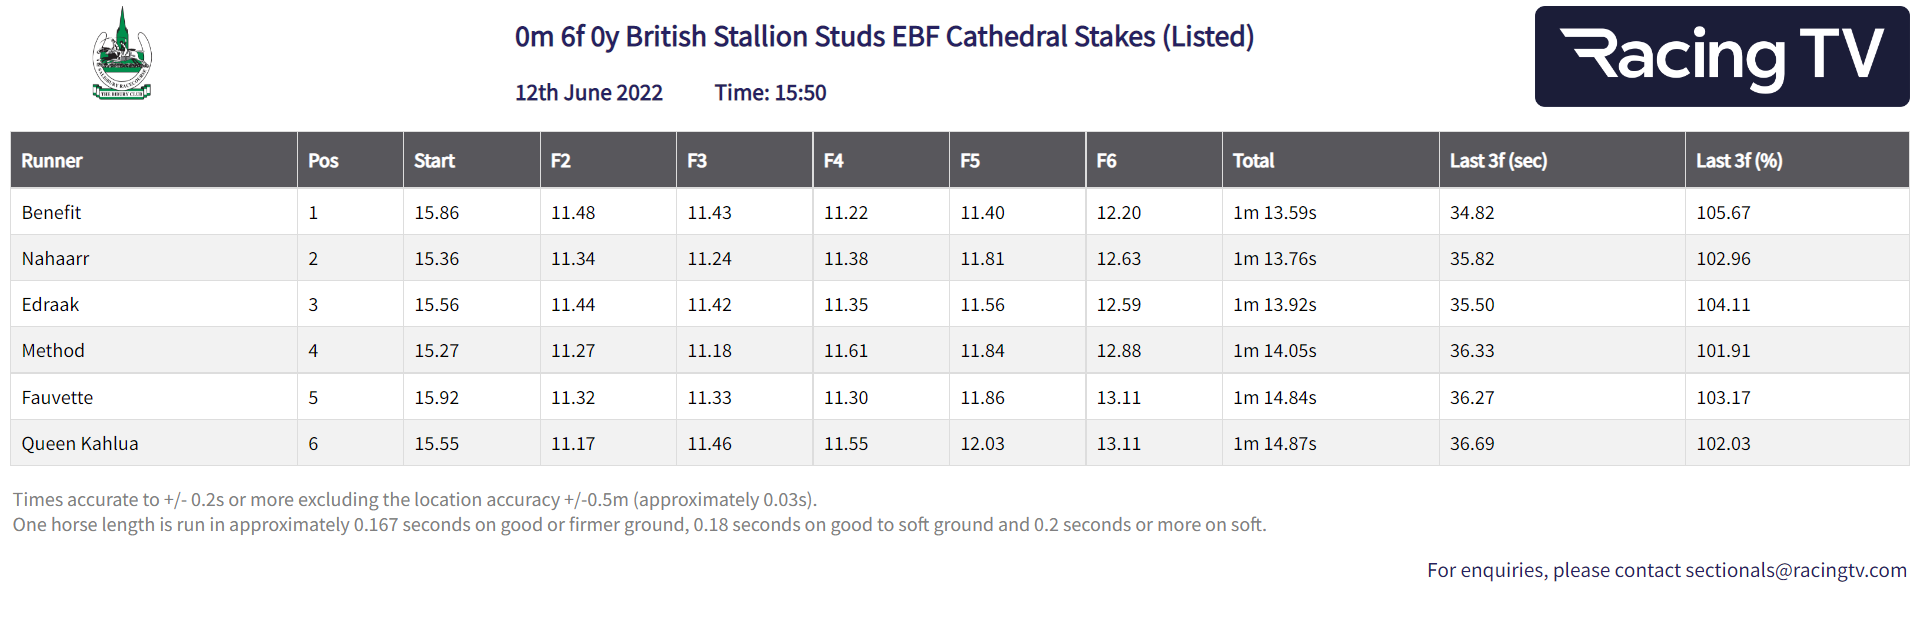 0m 6f 0y British Stallion Studs EBF Cathedral Stakes (Listed)
12th June 2022 Time: 15:50
Racing TV
SALISBURY RACECOURSE
THE BIBURY CLUB
Runner Pos Start F2 F3 F4 F5 F6 Total Last 3f (sec) Last 3f (%)
Benefit 1 15.86 11.48 11.43 11.22 11.40 12.20 1m 13.59s 34.82 105.67
Nahaarr 2 15.36 11.34 11.24 11.38 11.81 12.63 1m 13.76s 35.82 102.96
Edraak 3 15.56 11.44 11.42 11.35 11.56 12.59 1m 13.92s 35.50 104.11
Method 4 15.27 11.27 11.18 11.61 11.84 12.88 1m 14.05s 36.33 101.91
Fauvette 5 15.92 11.32 11.33 11.30 11.86 13.11 1m 14.84s 36.27 103.17
Queen Kahlua 6 15.55 11.17 11.46 11.55 12.03 13.11 1m 14.87s 36.69 102.03
Times accurate to +/- 0.2s or more excluding the location accuracy +/-0.5m (approximately 0.03s).
One horse length is run in approximately 0.167 seconds on good or firmer ground, 0.18 seconds on good to soft ground and 0.2 seconds or more on soft.
For enquiries, please contact sectionals@racingtv.com